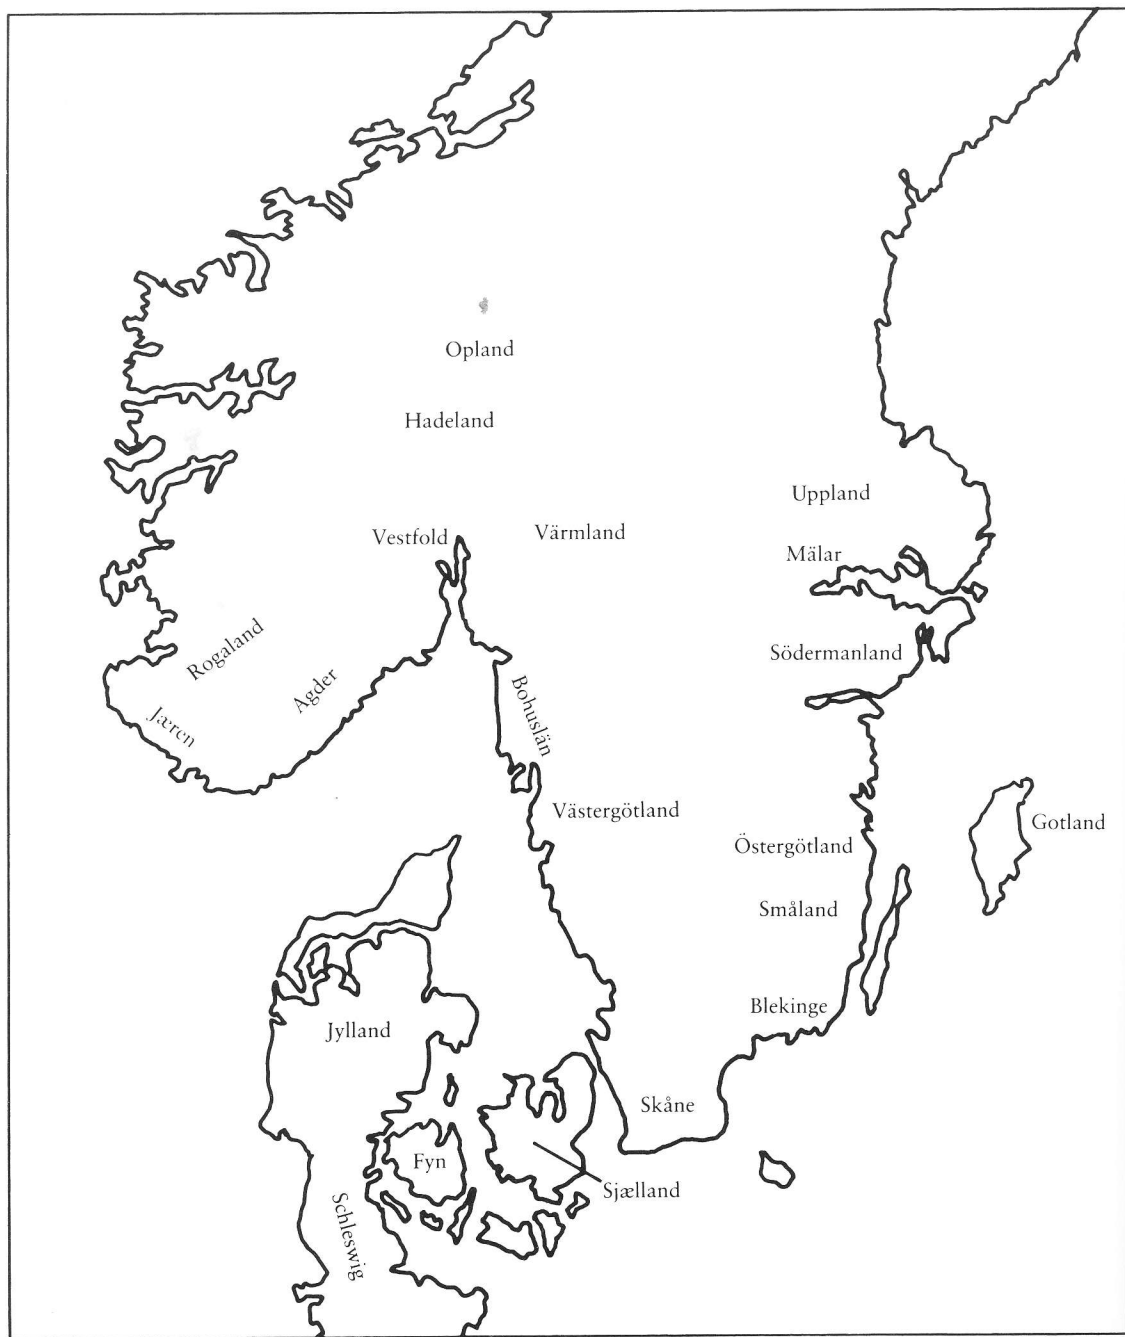 Opland
Hadeland
Uppland
Vestfold
Värmland
Mälar
Rogaland
Södermanland
Agder
Bohuslän
Jæren
Västergötland
Gotland
Östergötland
Småland
Blekinge
Jylland
Skåne
Fyn
Sjælland
Schleswig